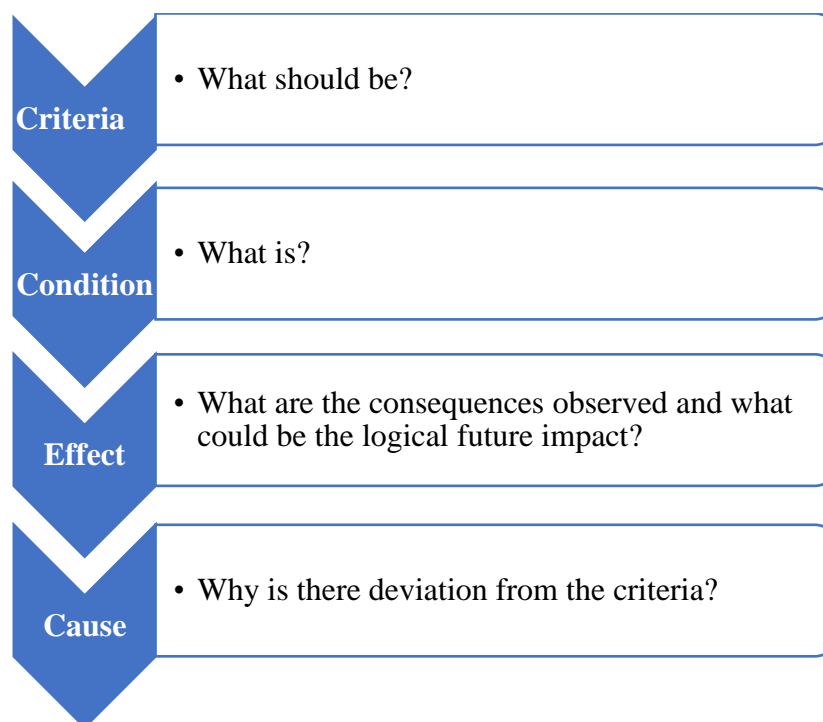 Criteria
• What should be?
Condition
• What is?
Effect
• What are the consequences observed and what
could be the logical future impact?
Cause
• Why is there deviation from the criteria?